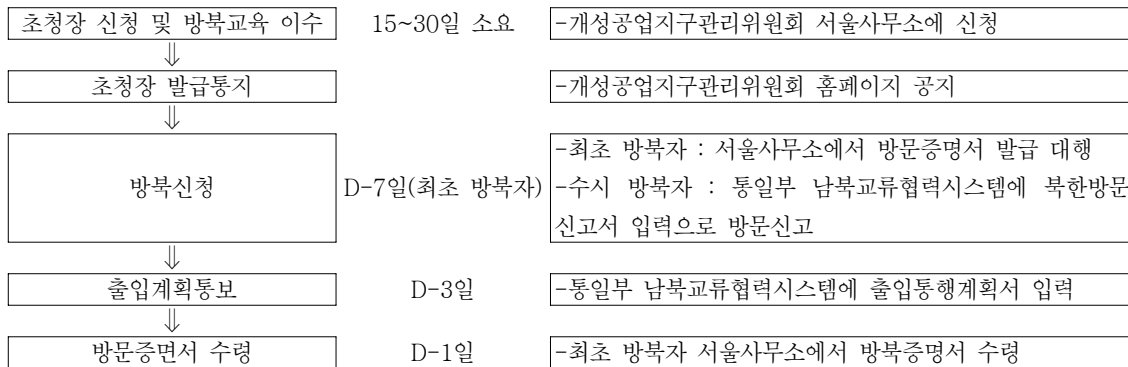 초청장 신청 및 방북교육 이수 15~30일 소요 -개성공업지구관리위원회 서울사무소에 신청
⇓
초청장 발급통지 -개성공업지구관리위원회 홈페이지 공지
⇓
-최초 방북자 : 서울사무소에서 방문증명서 발급 대행
방북신청 D-7일(최초 방북자) -수시 방북자 : 통일부 남북교류협력시스템에 북한방문
신고서 입력으로 방문신고
⇓
출입계획통보 D-3일 -통일부 남북교류협력시스템에 출입통행계획서 입력
⇓
방문증면서 수령 D-1일 -최초 방북자 서울사무소에서 방북증명서 수령